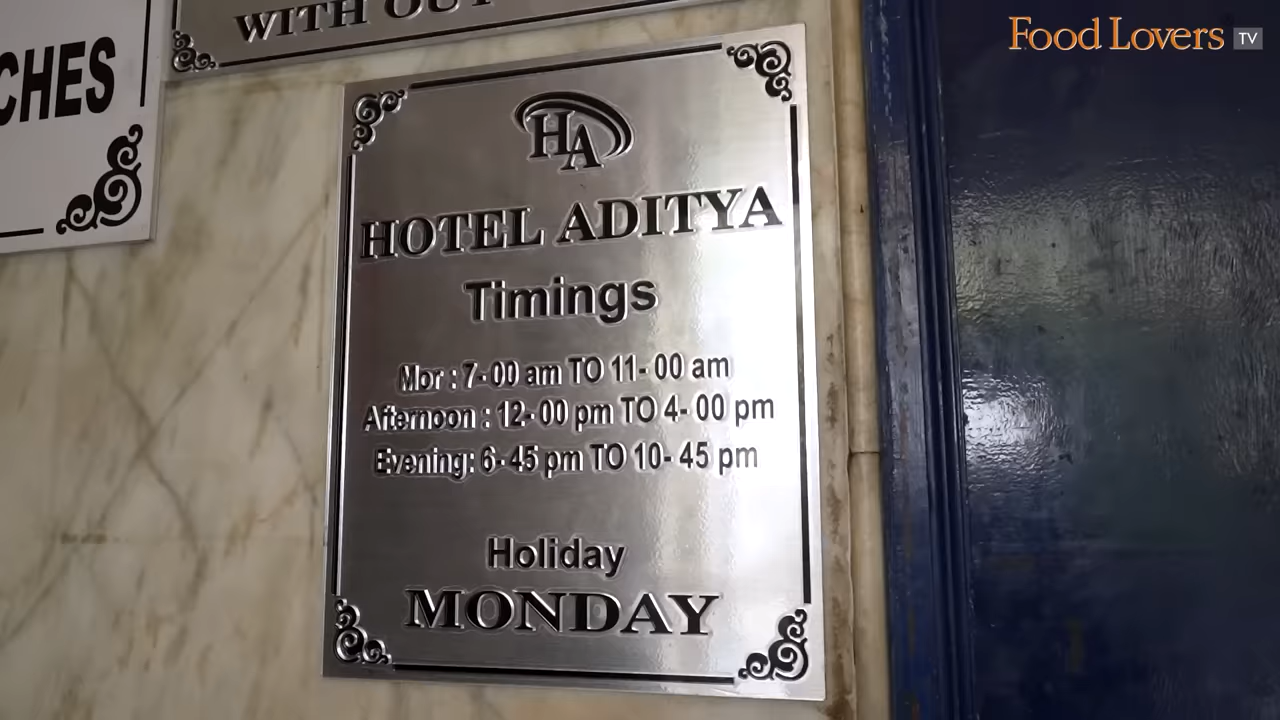 WITH OUT
CHES
Food Lovers TV
HA
HOTEL ADITYA
Timings
Mor : 7-00 am TO 11-00 am
Afternoon : 12-00 pm TO 4-00 pm
Evening: 6-45 pm TO 10-45 pm
Holiday
MONDAY